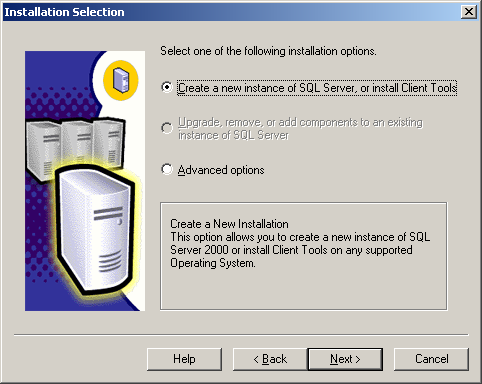 Installation Selection
Select one of the following installation options.
Create a new instance of SQL Server, or install Client Tools
Upgrade, remove, or add components to an existing
instance of SQL Server
Advanced options
Create a New Installation
This option allows you to create a new instance of SQL
Server 2000 or install Client Tools on any supported
Operating System.
Help
< Back
Next >
Cancel